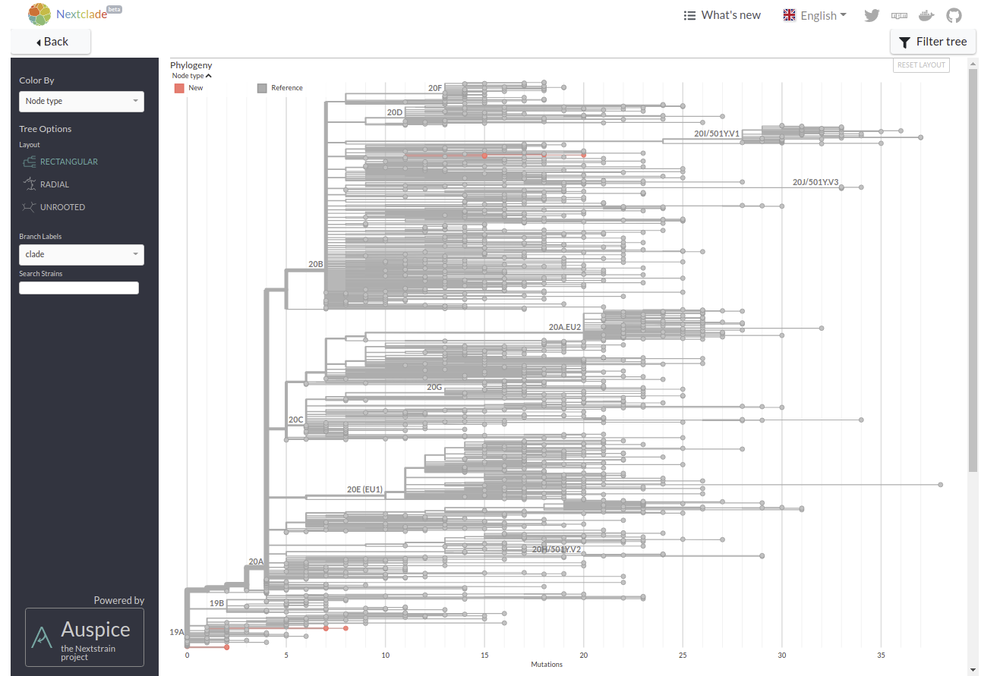 Nextclade beta
What's new
English
Back
Filter tree
Color By
Node type
Tree Options
Layout
RECTANGULAR
RADIAL
UNROOTED
Branch Labels
clade
Search Strains
Powered by
Auspice
the Nextstrain
project
Phylogeny
RESET LAYOUT
Node type
New
Reference
20F
20D
20I/501Y.V1
20J/501Y.V3
20B
20A.EU2
20G
20C
20E (EU1)
20H/501Y.V2
20A
19B
19A
0 5 10 15 20 25 30 35
Mutations